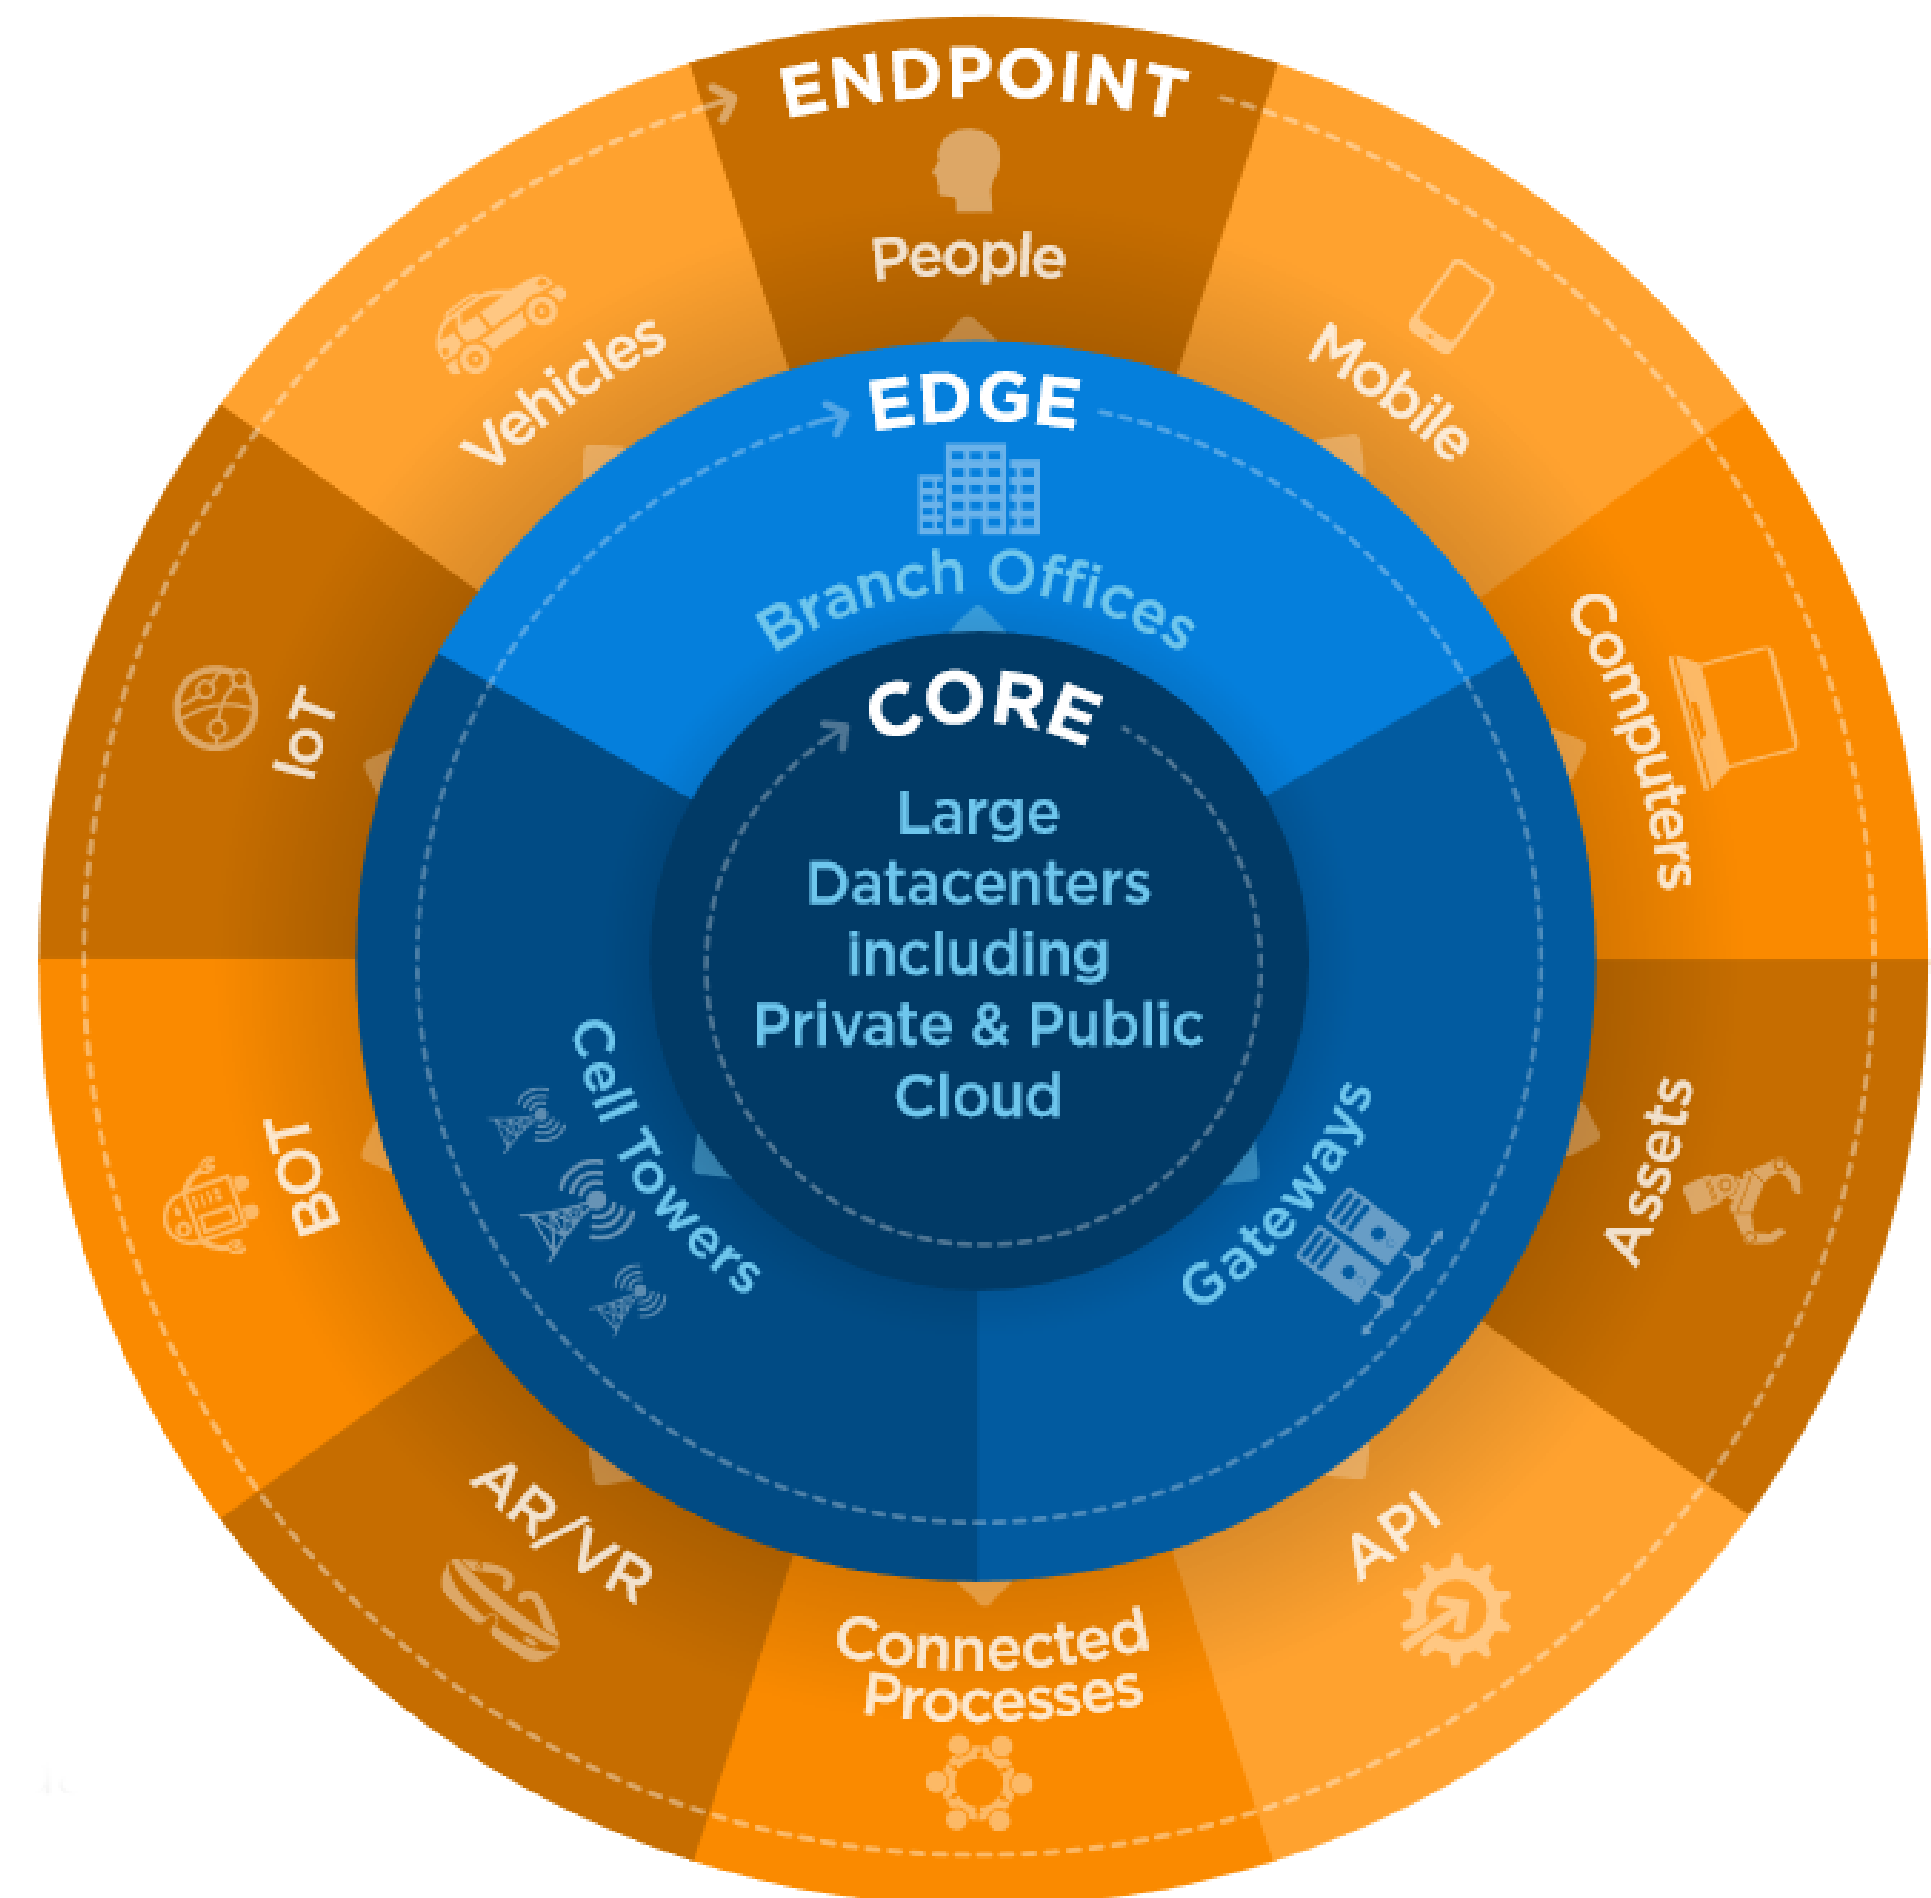 ENDPOINT
People
Mobile
Computers
Assets
API
Connected
Processes
AR/VR
BOT
IoT
Vehicles
EDGE
Branch Offices
Gateways
Cell Towers
CORE
Large
Datacenters
including
Private & Public
Cloud